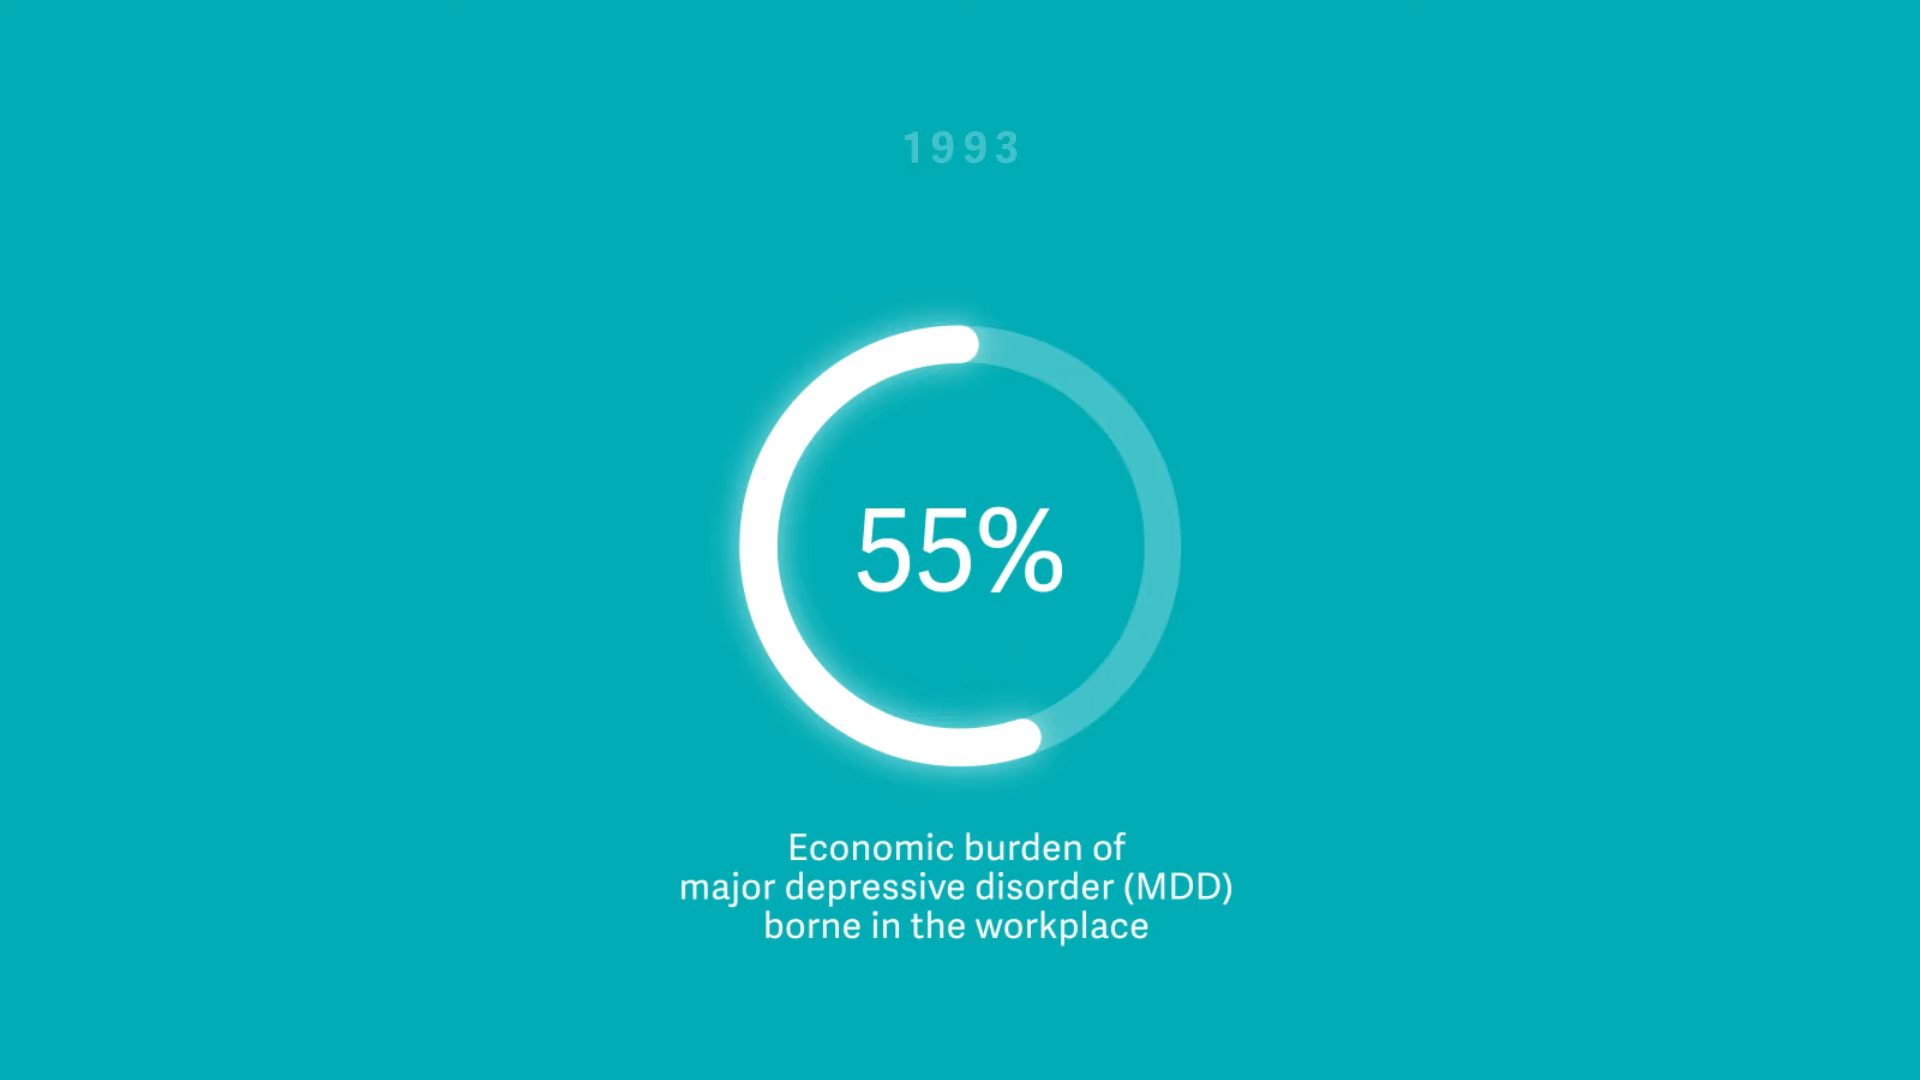 1993
55%
Economic burden of
major depressive disorder (MDD)
borne in the workplace